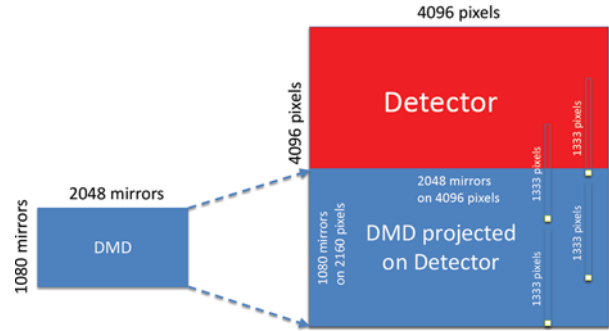 4096 pixels
4096 pixels
Detector
1333 pixels
1333 pixels
2048 mirrors
on 4096 pixels
2048 mirrors
1080 mirrors
DMD
1080 mirrors
on 2160 pixels
DMD projected
on Detector
1333 pixels
1333 pixels